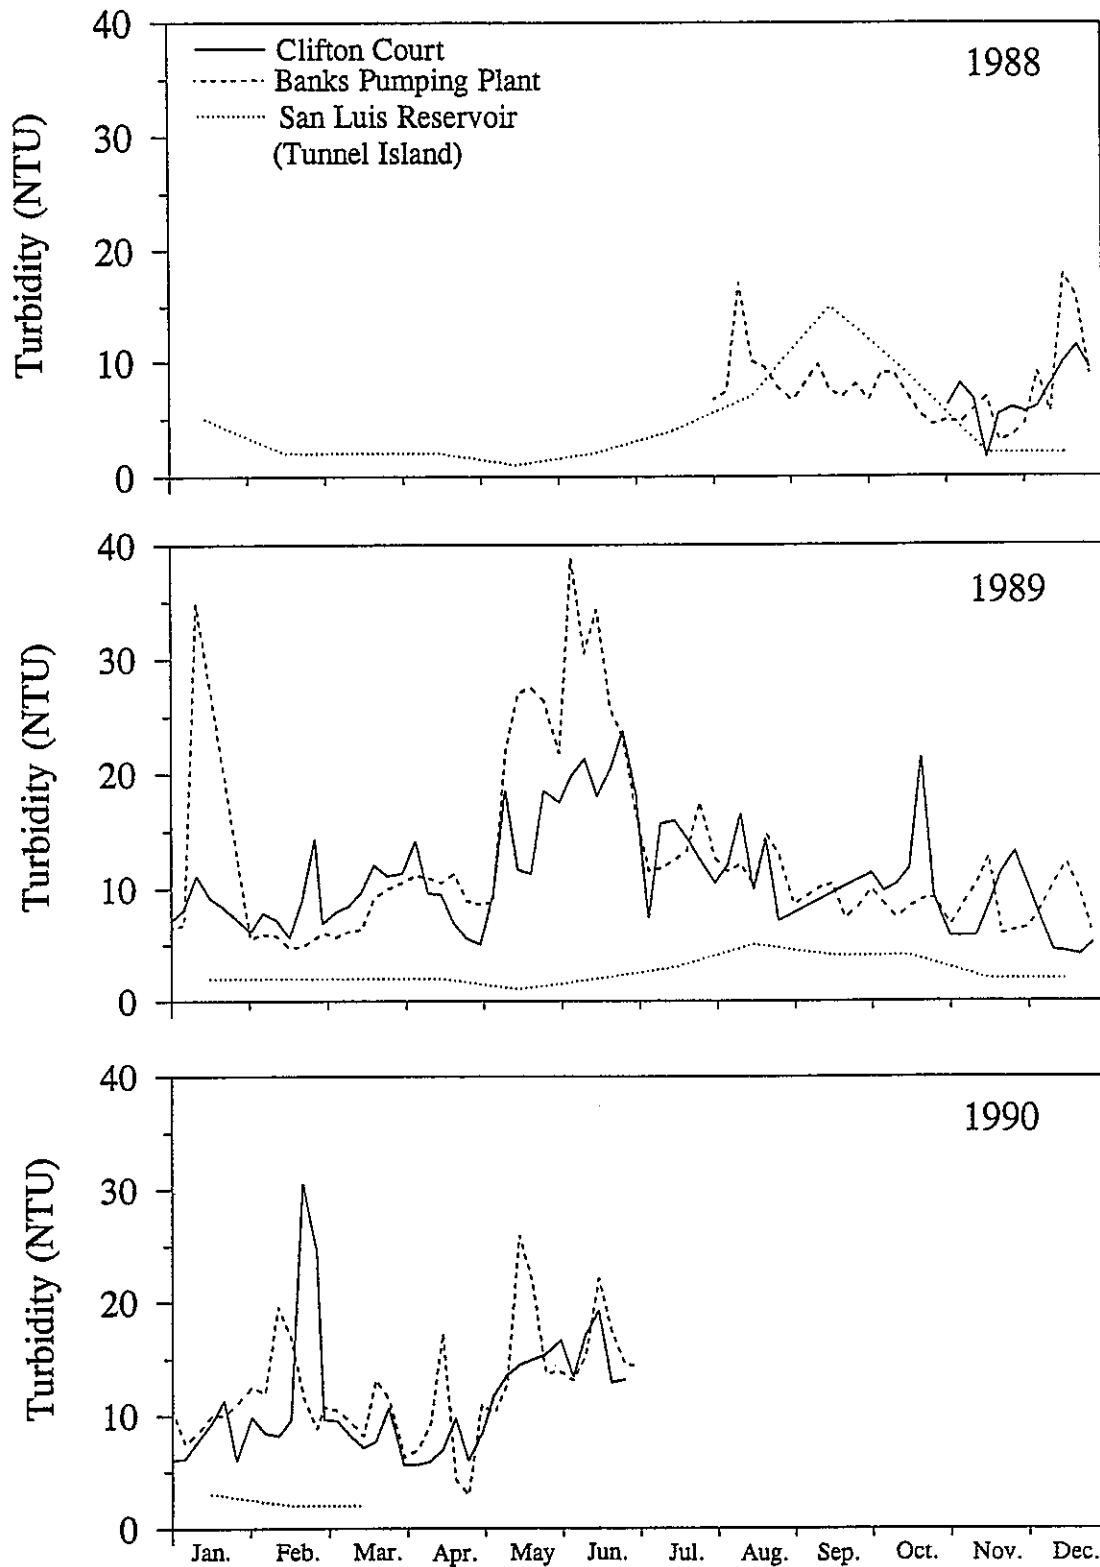 40
30
20
10
0
Turbidity (NTU)
Clifton Court
Banks Pumping Plant
San Luis Reservoir
(Tunnel Island)
1988
40
30
20
10
0
Turbidity (NTU)
1989
40
30
20
10
0
Turbidity (NTU)
1990
Jan. Feb. Mar. Apr. May Jun. Jul. Aug. Sep. Oct. Nov. Dec.